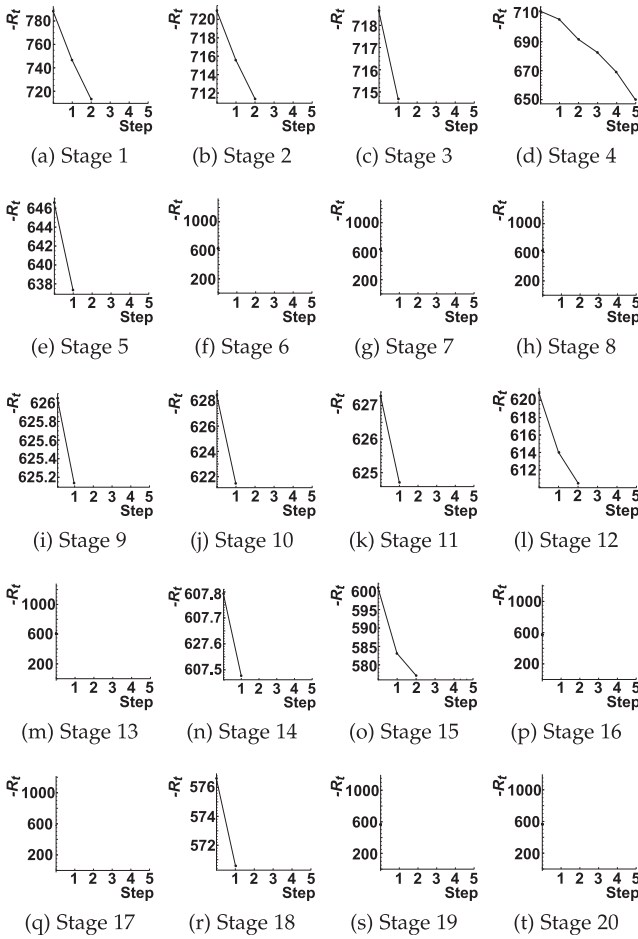 -Rt
780
760
740
720
1 2 3 4 5
Step
(a) Stage 1
-Rt
720
718
716
714
712
1 2 3 4 5
Step
(b) Stage 2
-Rt
718
717
716
715
1 2 3 4 5
Step
(c) Stage 3
-Rt
710
690
670
650
1 2 3 4 5
Step
(d) Stage 4
-Rt
646
644
642
640
638
1 2 3 4 5
Step
(e) Stage 5
-Rt
1000
600
200
1 2 3 4 5
Step
(f) Stage 6
-Rt
1000
600
200
1 2 3 4 5
Step
(g) Stage 7
-Rt
1000
600
200
1 2 3 4 5
Step
(h) Stage 8
-Rt
626
625.8
625.6
625.4
625.2
1 2 3 4 5
Step
(i) Stage 9
-Rt
628
626
624
622
1 2 3 4 5
Step
(j) Stage 10
-Rt
627
626
625
1 2 3 4 5
Step
(k) Stage 11
-Rt
620
618
614
610
1 2 3 4 5
Step
(l) Stage 12
-Rt
1000
600
200
1 2 3 4 5
Step
(m) Stage 13
-Rt
607.8
607.7
627.6
607.5
1 2 3 4 5
Step
(n) Stage 14
-Rt
600
595
590
585
580
1 2 3 4 5
Step
(o) Stage 15
-Rt
1000
600
200
1 2 3 4 5
Step
(p) Stage 16
-Rt
1000
600
200
1 2 3 4 5
Step
(q) Stage 17
-Rt
576
574
572
1 2 3 4 5
Step
(r) Stage 18
-Rt
1000
600
200
1 2 3 4 5
Step
(s) Stage 19
-Rt
1000
600
200
1 2 3 4 5
Step
(t) Stage 20